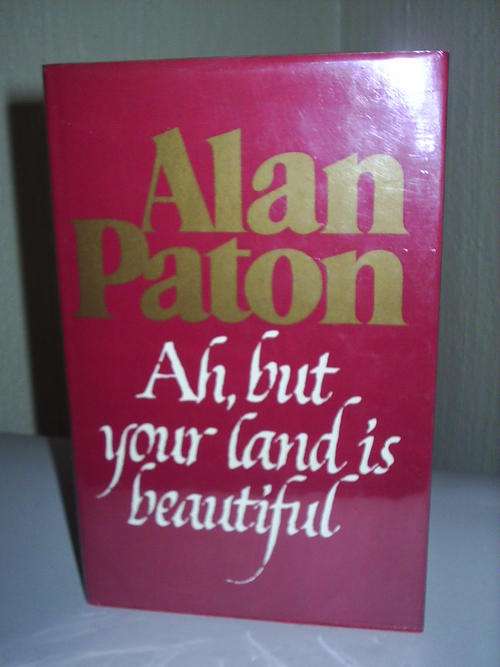 Alan
Paton
Ah, but
your land is
beautiful